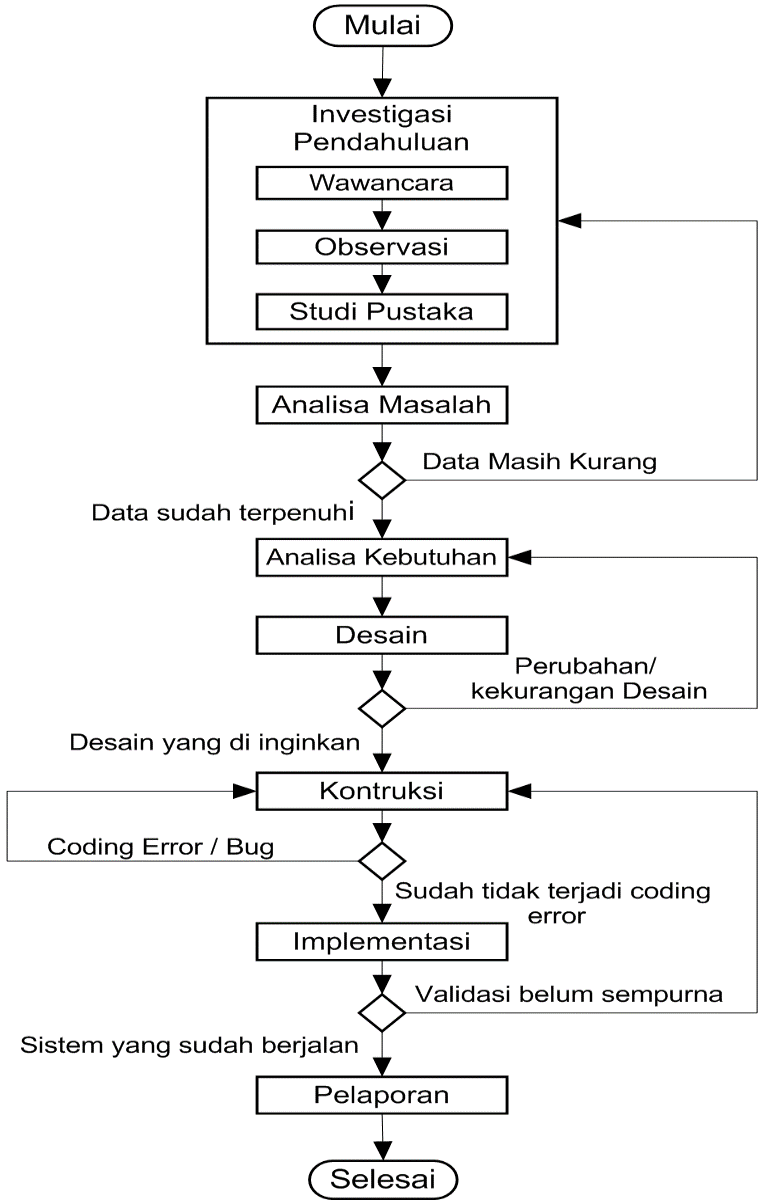 Mulai
Investigasi
Pendahuluan
Wawancara
Observasi
Studi Pustaka
Analisa Masalah
Data Masih Kurang
Data sudah terpenuhi
Analisa Kebutuhan
Desain
Perubahan/
kekurangan Desain
Desain yang di inginkan
Kontruksi
Coding Error / Bug
Sudah tidak terjadi coding
error
Implementasi
Validasi belum sempurna
Sistem yang sudah berjalan
Pelaporan
Selesai